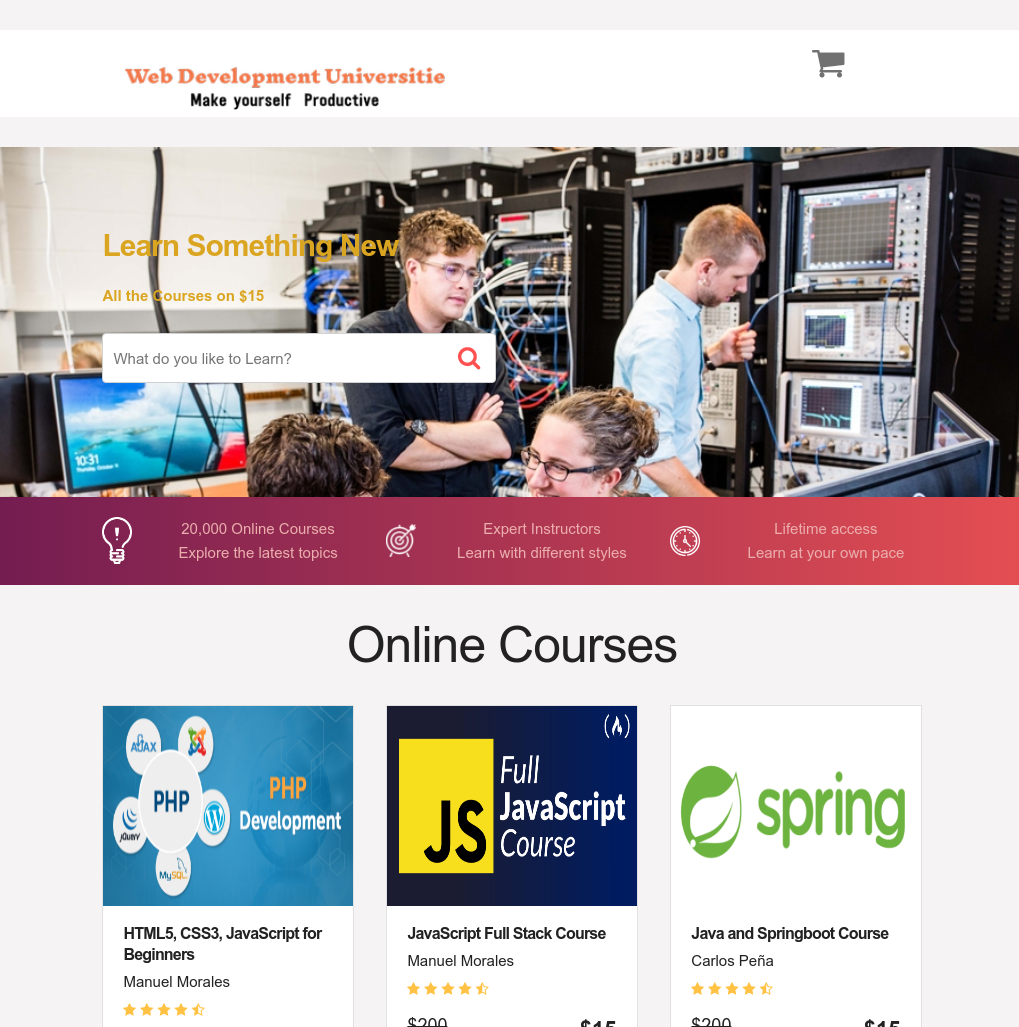 Web Development Universitie
Make yourself Productive
Learn Something New
All the Courses on $15
What do you like to Learn?
10:31
Thursday, October 11
20,000 Online Courses
Explore the latest topics
Expert Instructors
Learn with different styles
Lifetime access
Learn at your own pace
Online Courses
AJAX
PHP
jQuery
MySQL
PHP
Development
HTML5, CSS3, JavaScript for
Beginners
Manuel Morales
JS
Full
JavaScript
Course
JavaScript Full Stack Course
Manuel Morales
$200
$15
spring
Java and Springboot Course
Carlos Peña
$200
$15